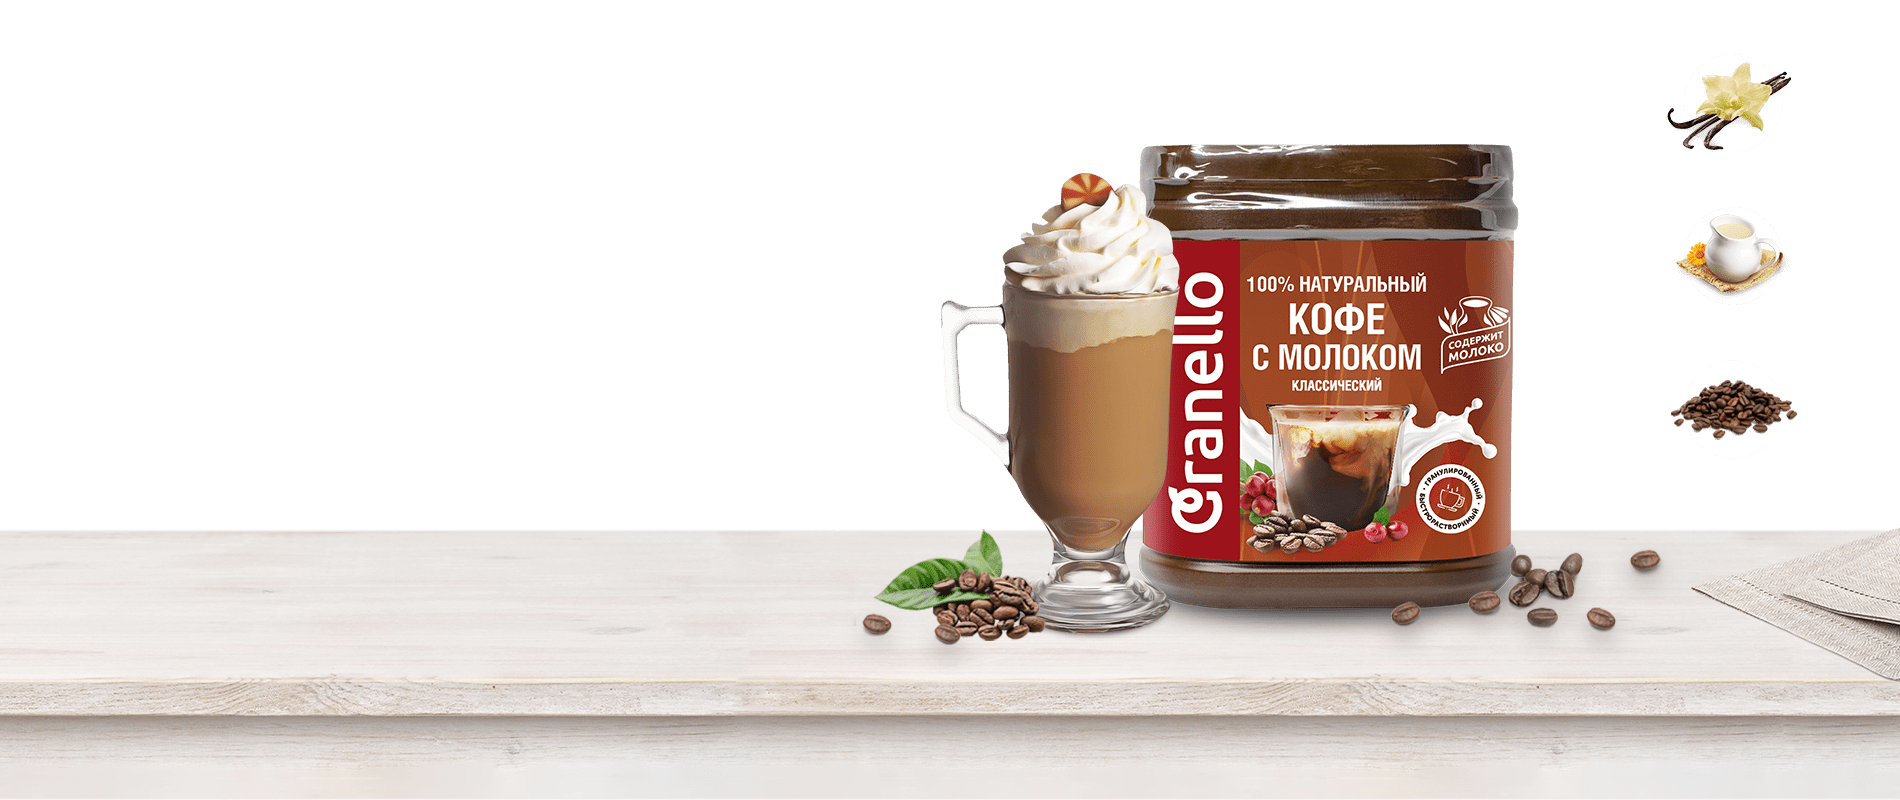 Granello
100% НАТУРАЛЬНЫЙ
КОФЕ
С МОЛОКОМ
КЛАССИЧЕСКИЙ
СОДЕРЖИТ
МОЛОКО
ГРАНУЛИРОВАННЫЙ
БЫСТРОРАСТВОРИМЫЙ